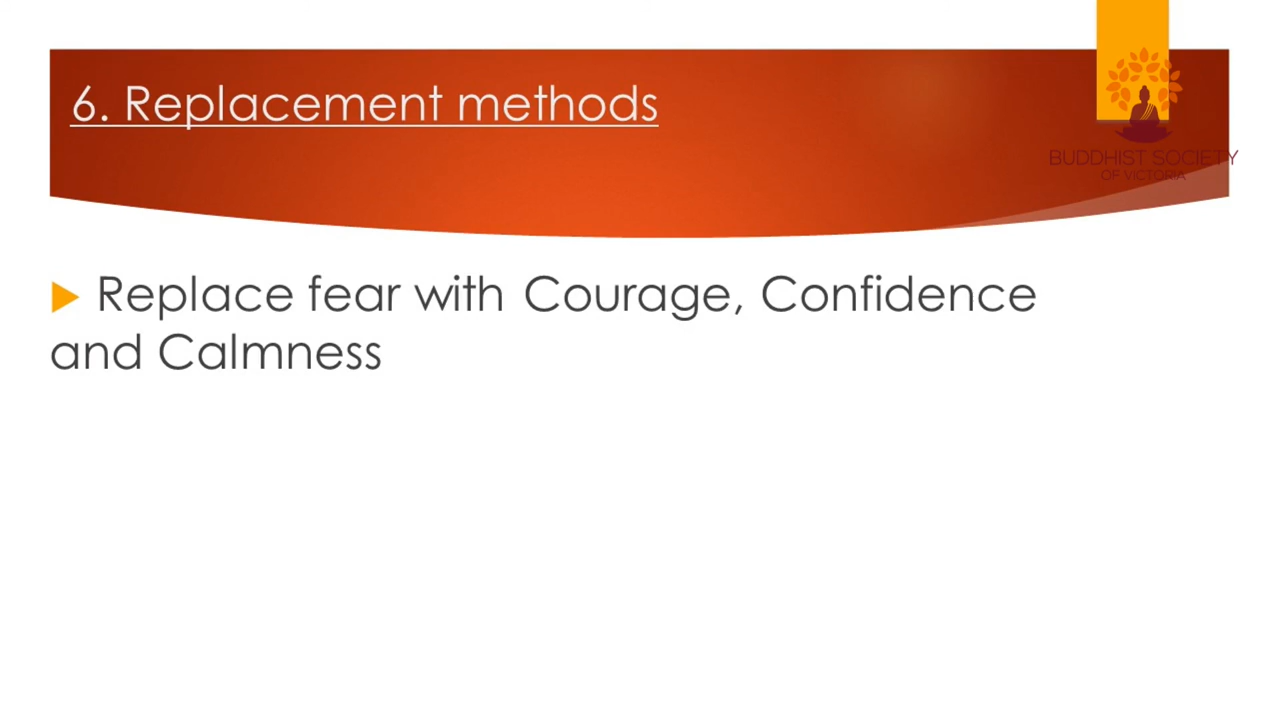 6. Replacement methods
BUDDHIST SOCIETY
OF VICTORIA
Replace fear with Courage, Confidence
and Calmness